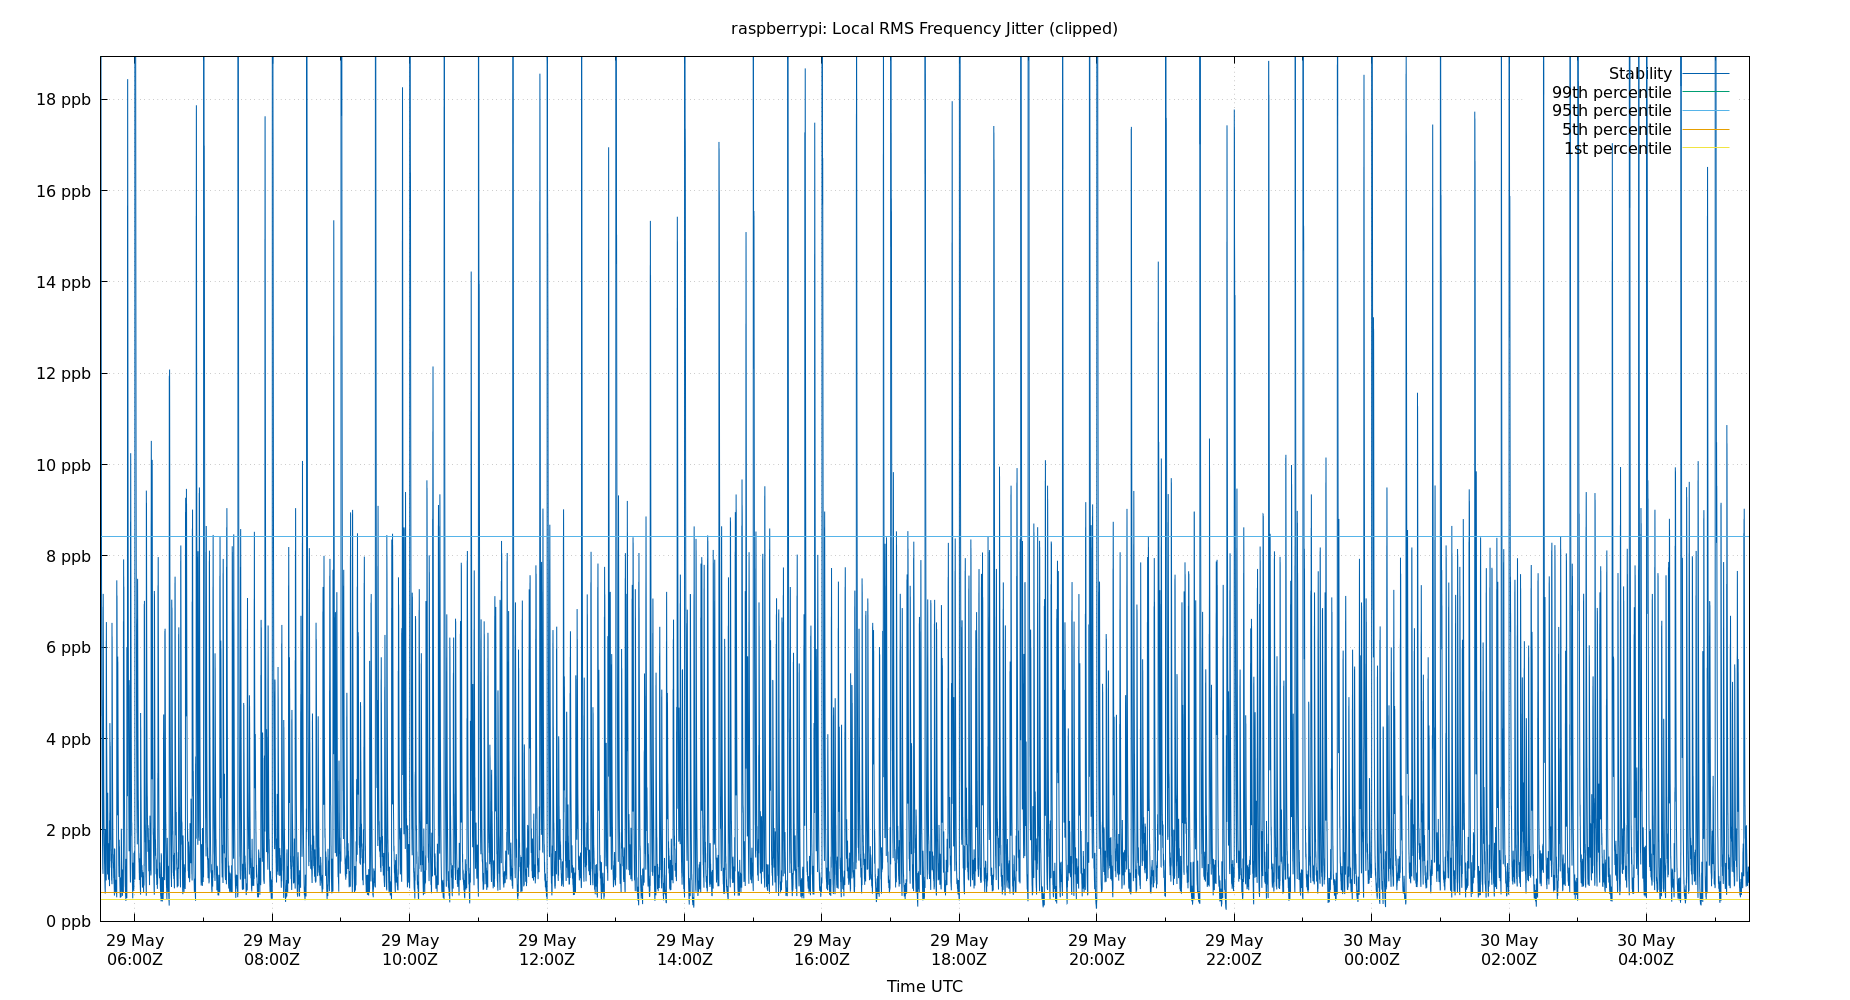 raspberrypi: Local RMS Frequency Jitter (clipped)
Stability
99th percentile
95th percentile
5th percentile
1st percentile
18 ppb
16 ppb
14 ppb
12 ppb
10 ppb
8 ppb
6 ppb
4 ppb
2 ppb
0 ppb
29 May 29 May 29 May 29 May 29 May 29 May 29 May 29 May 29 May 30 May 30 May 30 May
06:00Z 08:00Z 10:00Z 12:00Z 14:00Z 16:00Z 18:00Z 20:00Z 22:00Z 00:00Z 02:00Z 04:00Z
Time UTC